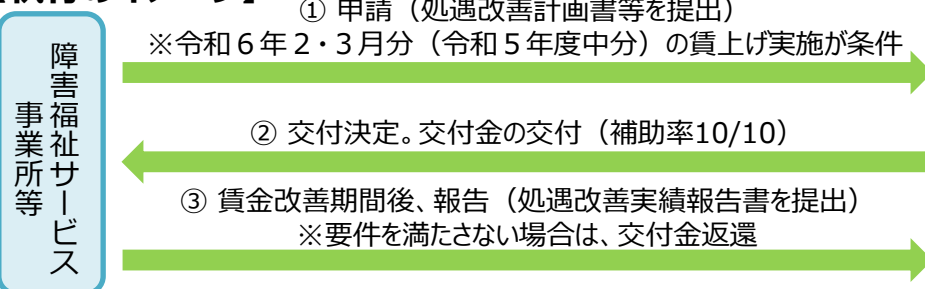 ① 申請（処遇改善計画書等を提出）
※令和６年２・３月分（令和５年度中分）の賃上げ実施が条件
障害福祉サービス
事業所等
② 交付決定。交付金の交付（補助率10/10）
③ 賃金改善期間後、報告（処遇改善実績報告書を提出）
※要件を満たさない場合は、交付金返還